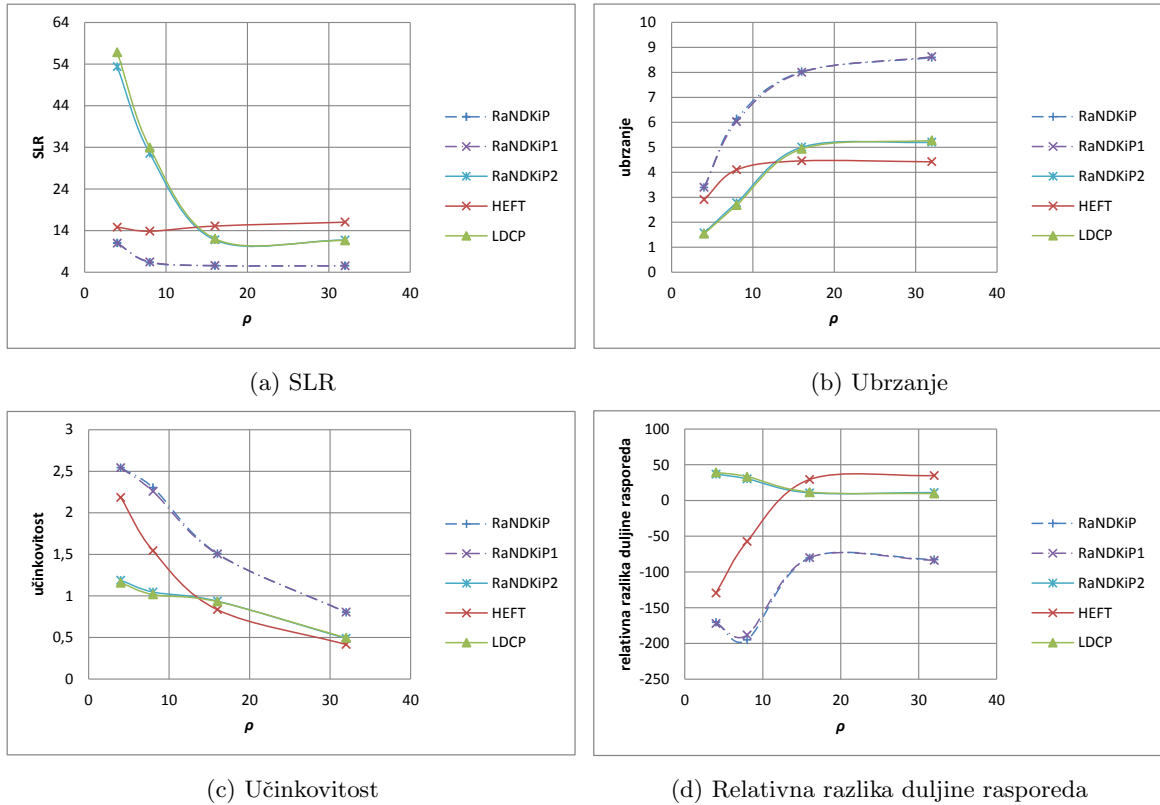 64
54
44
34
24
14
4
SLR
0 10 20 30 40
ρ
RaNDKiP
RaNDKiP1
RaNDKiP2
HEFT
LDCP
(a) SLR
10
9
8
7
6
5
4
3
2
1
0
ubrzanje
0 10 20 30 40
ρ
RaNDKiP
RaNDKiP1
RaNDKiP2
HEFT
LDCP
(b) Ubrzanje
3
2,5
2
1,5
1
0,5
0
učinkovitost
0 10 20 30 40
ρ
RaNDKiP
RaNDKiP1
RaNDKiP2
HEFT
LDCP
(c) Učinkovitost
100
50
0
-50
-100
-150
-200
-250
relativna razlika duljine rasporeda
0 10 20 30 40
ρ
RaNDKiP
RaNDKiP1
RaNDKiP2
HEFT
LDCP
(d) Relativna razlika duljine rasporeda